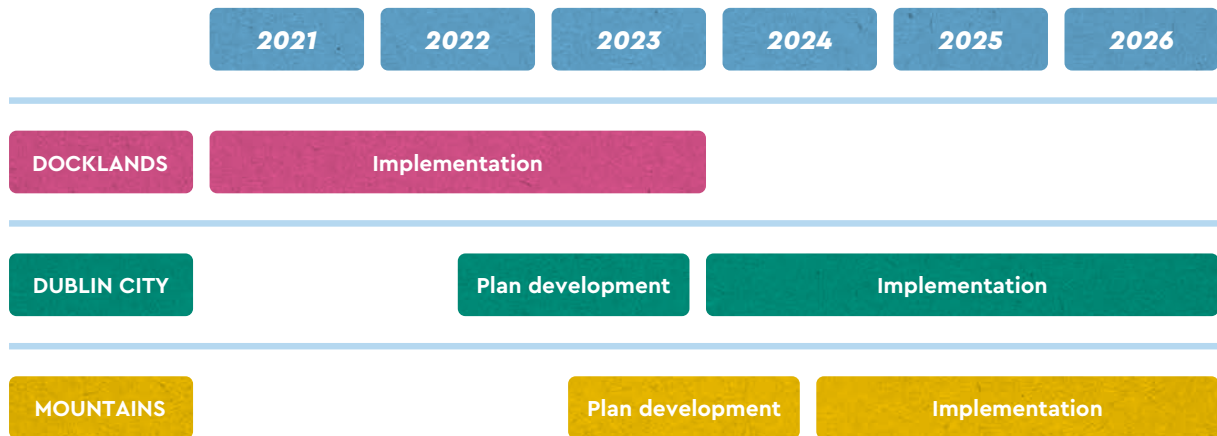 2021 2022 2023 2024 2025 2026
DOCKLANDS Implementation
DUBLIN CITY Plan development Implementation
MOUNTAINS Plan development Implementation